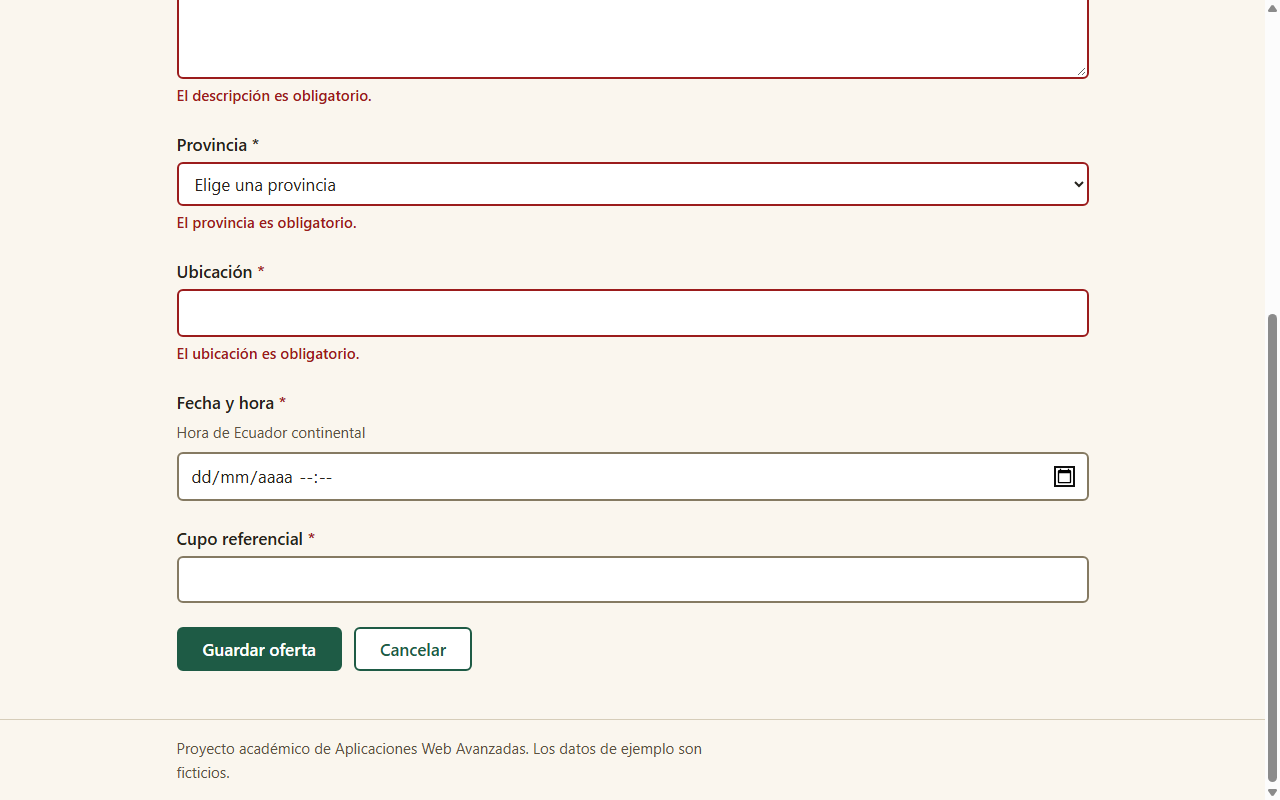 El descripción es obligatorio.
Provincia *
Elige una provincia
El provincia es obligatorio.
Ubicación *
El ubicación es obligatorio.
Fecha y hora *
Hora de Ecuador continental
dd/mm/aaaa --:--
Cupo referencial *
Guardar oferta
Cancelar
Proyecto académico de Aplicaciones Web Avanzadas. Los datos de ejemplo son
ficticios.